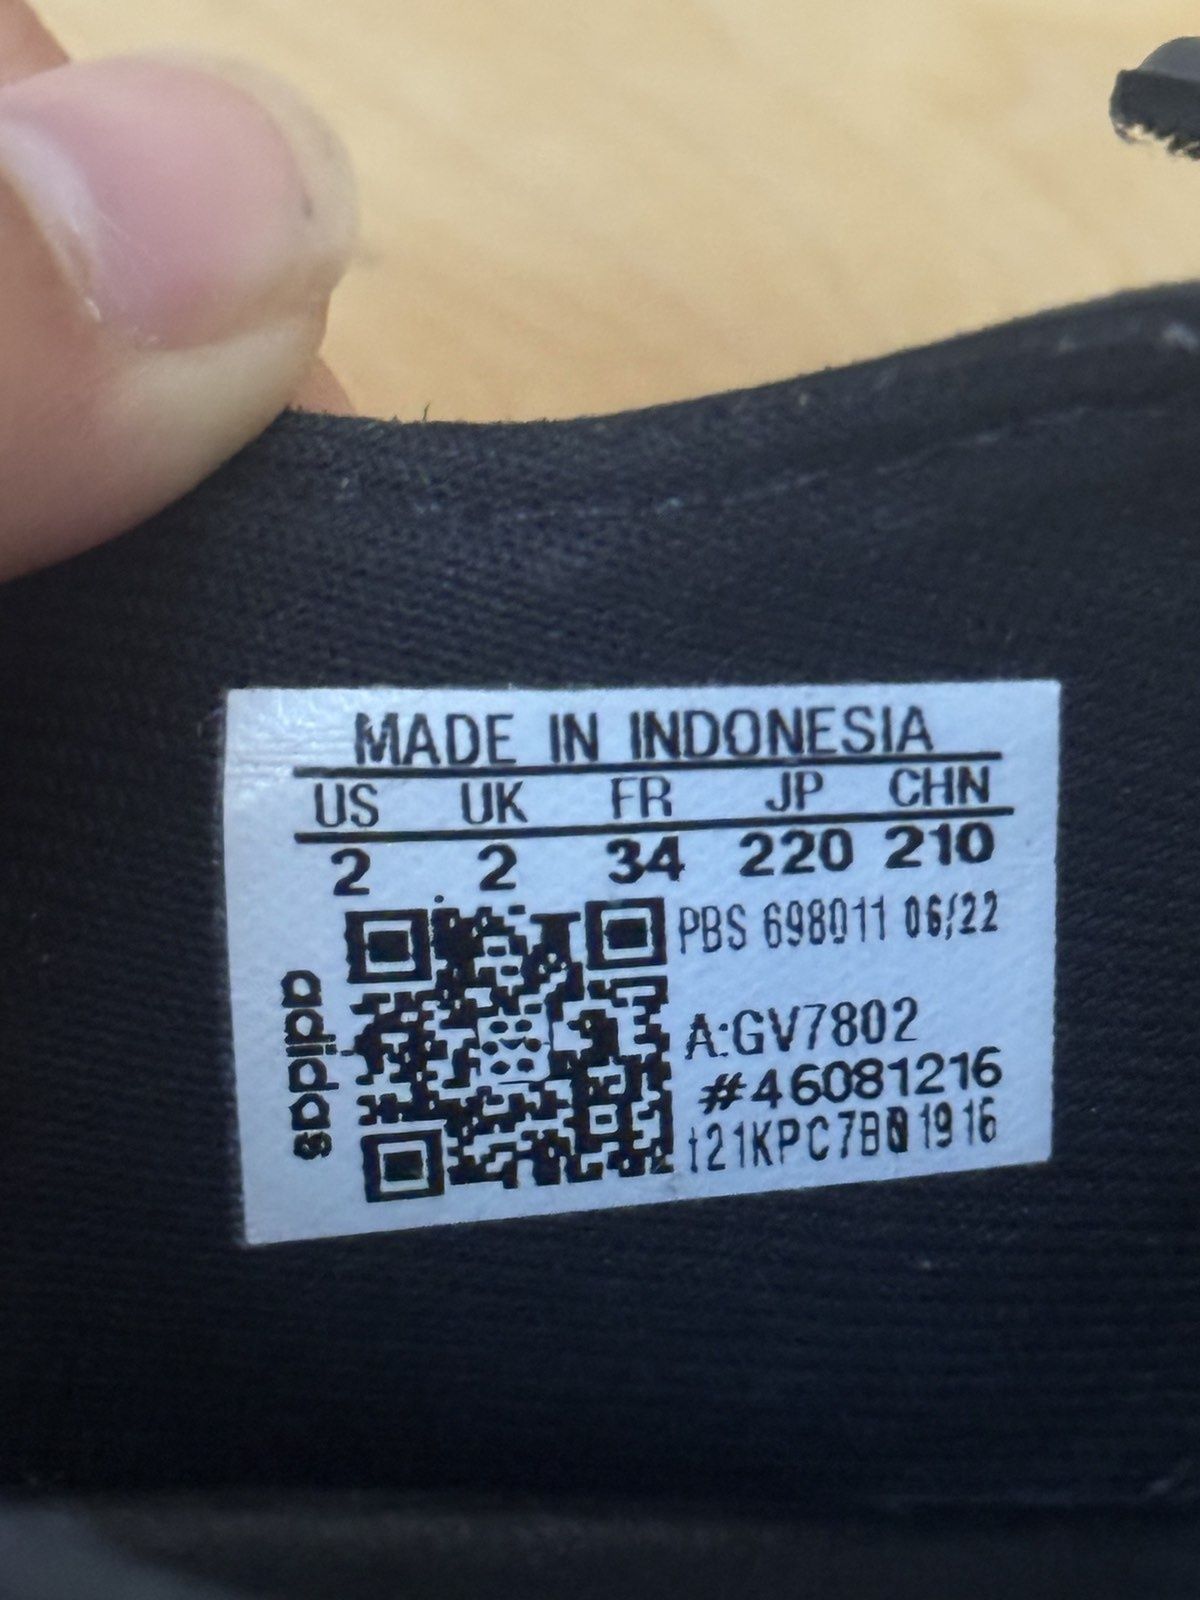 MADE IN INDONESIA
US UK FR JP CHN
2 2 34 220 210
PBS 698011 06/22
A:GV7802
#46081216
t21KPC7B01916
adidas